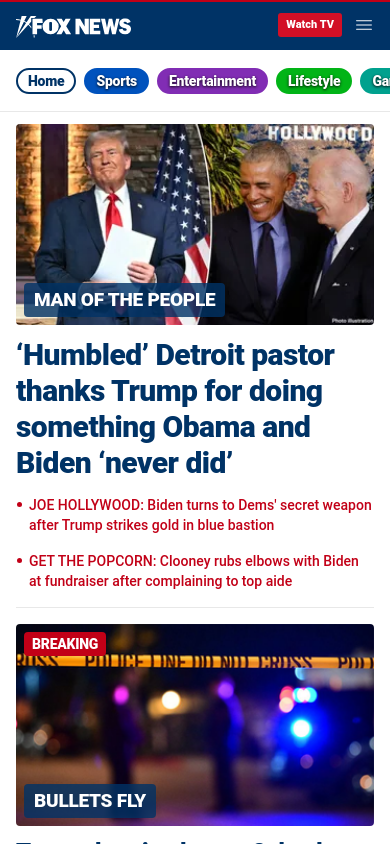 FOX NEWS
Watch TV
Home
Sports
Entertainment
Lifestyle
HOLLYWOOD
MAN OF THE PEOPLE
Photo Illustration
‘Humbled’ Detroit pastor
thanks Trump for doing
something Obama and
Biden ‘never did’
JOE HOLLYWOOD: Biden turns to Dems' secret weapon
after Trump strikes gold in blue bastion
GET THE POPCORN: Clooney rubs elbows with Biden
at fundraiser after complaining to top aide
BREAKING
POLICE LINE DO NOT CROSS
BULLETS FLY